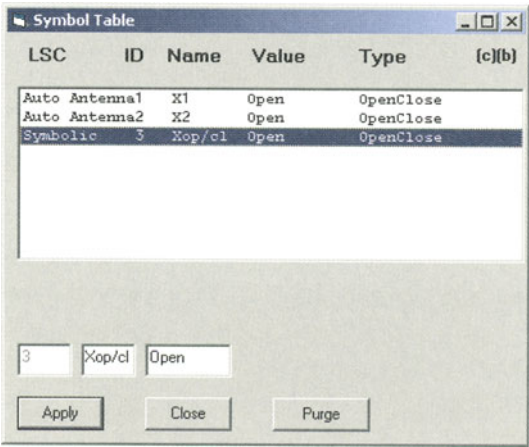 Symbol Table
LSC ID Name Value Type (c)(b)
Auto Antenna1 X1 Open OpenClose
Auto Antenna2 X2 Open OpenClose
Symbolic 3 Xop/cl Open OpenClose
3 Xop/cl Open
Apply Close Purge